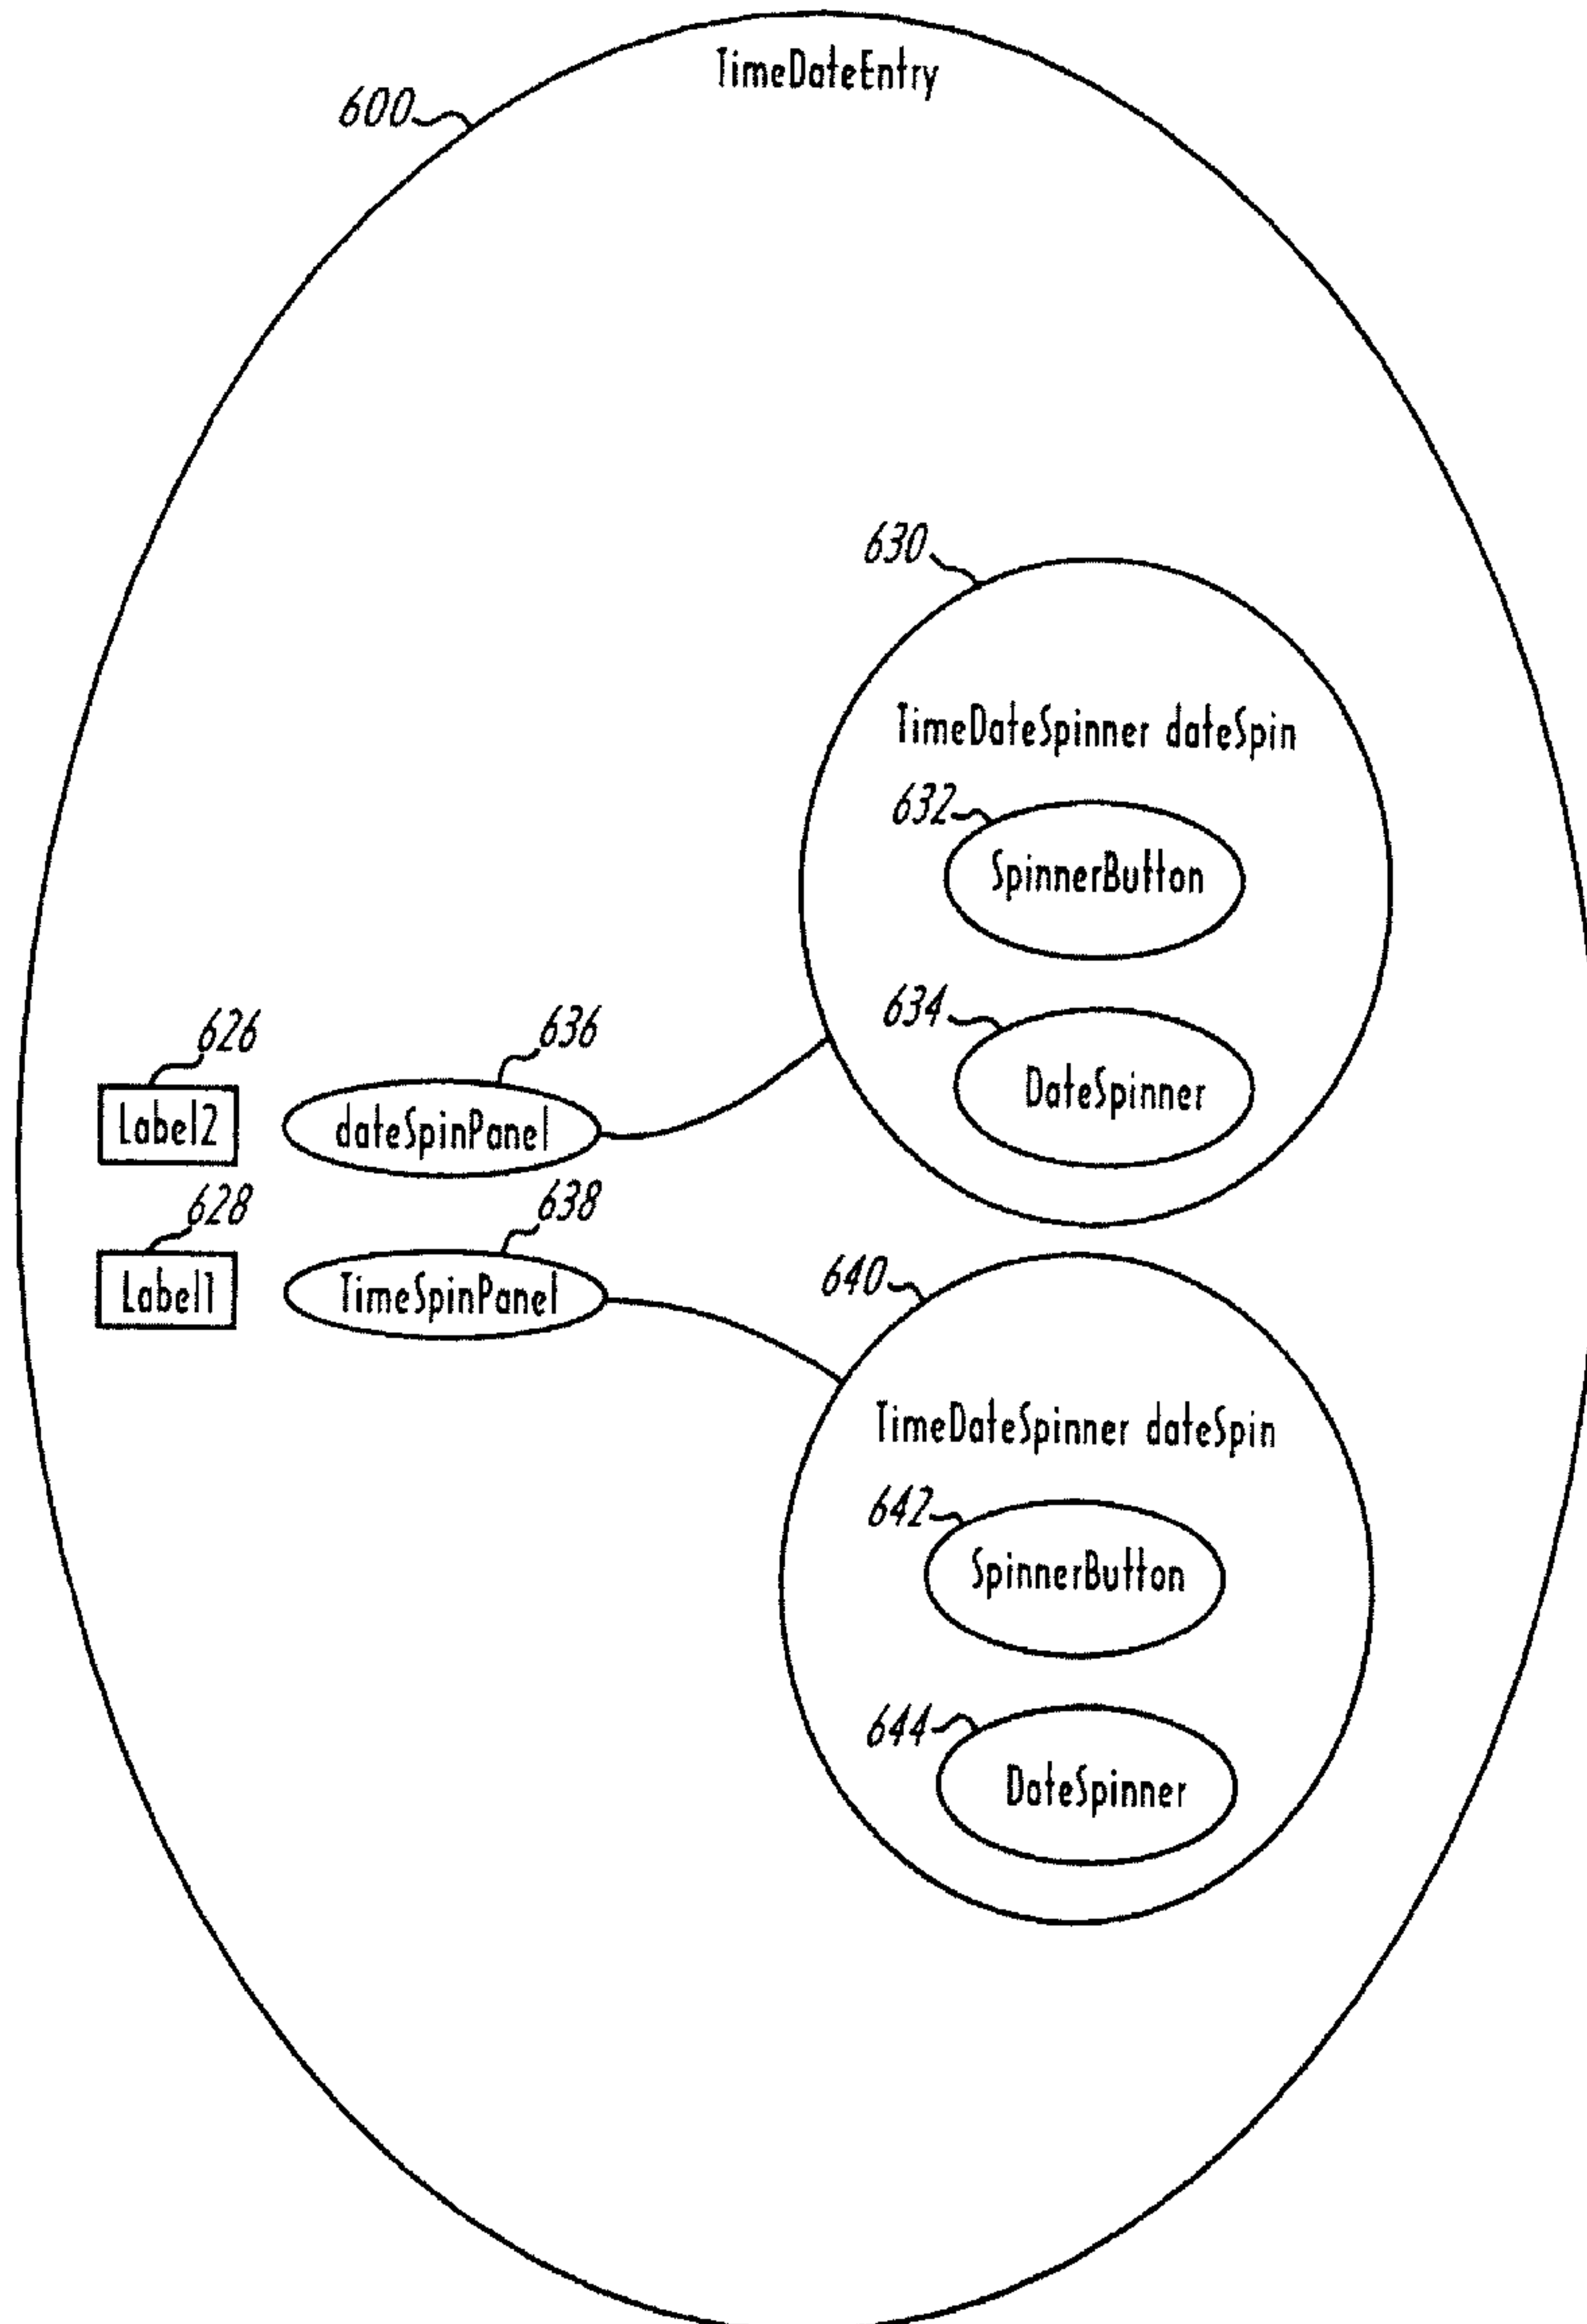 TimeDateEntry
600
630
TimeDateSpinner dateSpin
632
SpinnerButton
634
DateSpinner
626
636
Label2
dateSpinPanel
628
638
Label1
TimeSpinPanel
640
TimeDateSpinner dateSpin
642
SpinnerButton
644
DateSpinner